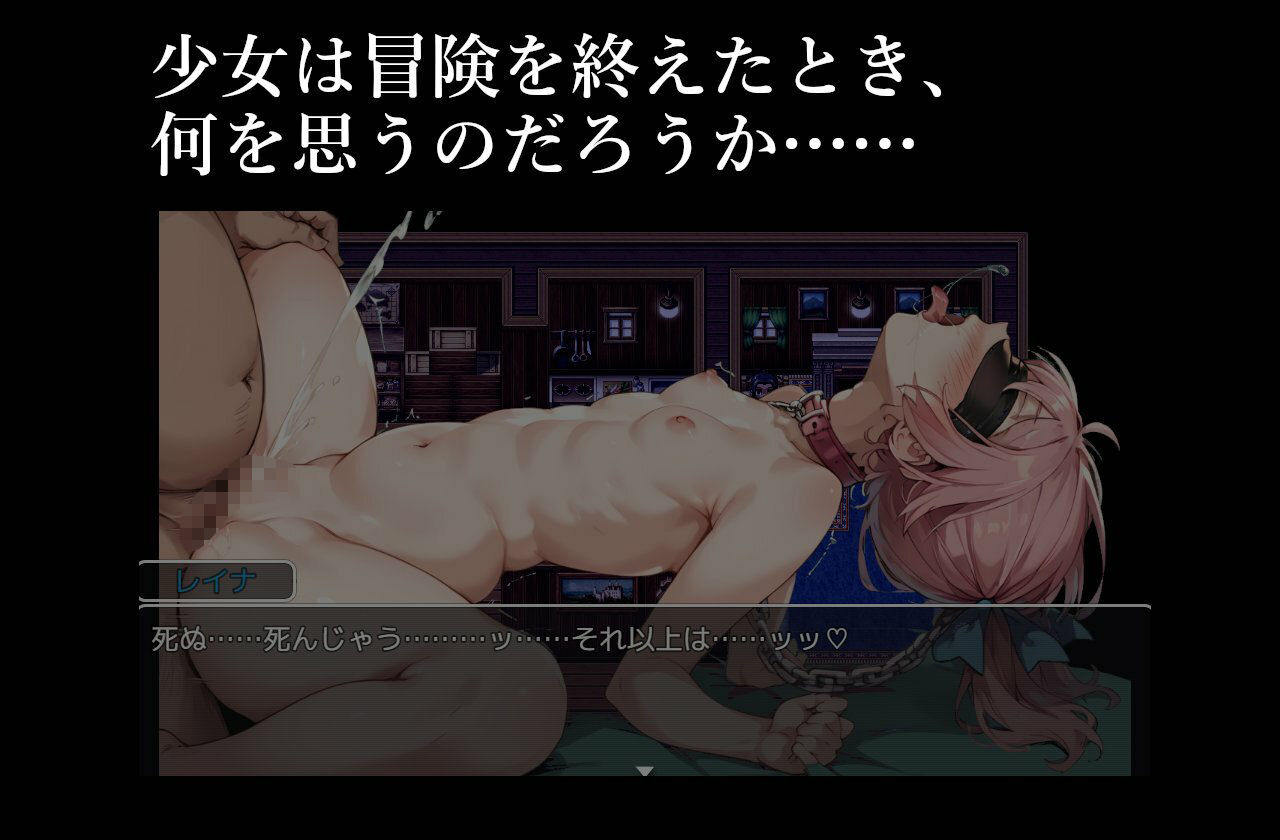 少女は冒険を終えたとき、
何を思うのだろうか……
レイナ
死ぬ……死んじゃう………ッ……それ以上は……ッッ♡